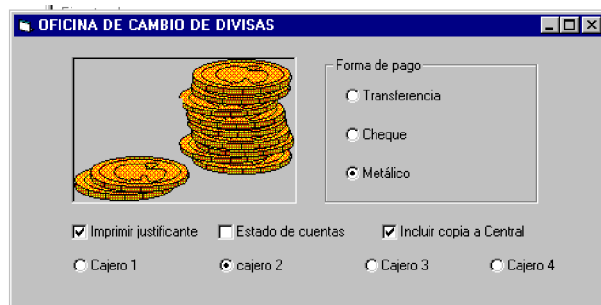 OFICINA DE CAMBIO DE DIVISAS
Forma de pago
Transferencia
Cheque
Metálico
Imprimir justificante Estado de cuentas Incluir copia a Central
Cajero 1 cajero 2 Cajero 3 Cajero 4